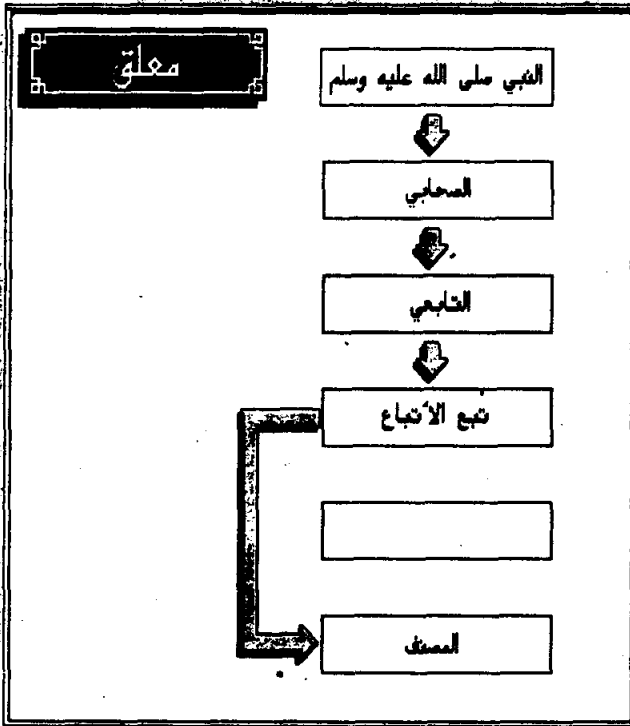 معلق
النبي صلى الله عليه وسلم
الصحابي
التابعي
تبع الأتباع
المصنف